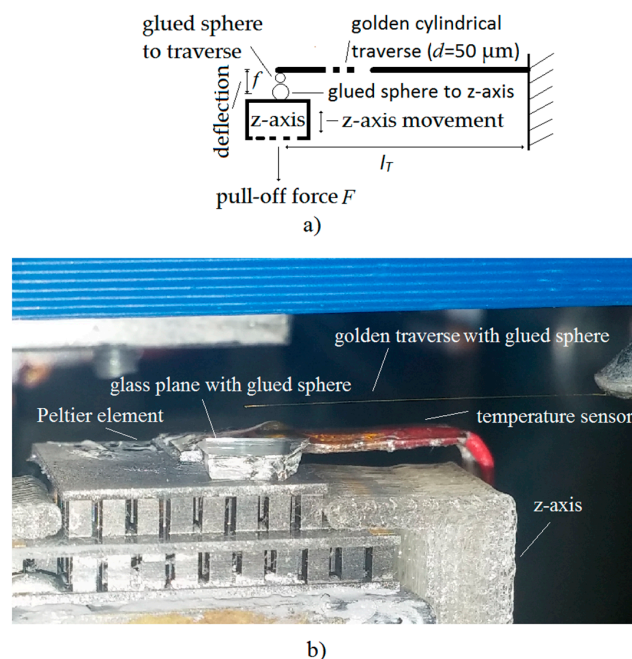 glued sphere
to traverse
golden cylindrical
traverse (d=50 µm)
deflection
f
glued sphere to z-axis
z-axis
z-axis movement
l_T
pull-off force F
a)
golden traverse with glued sphere
glass plane with glued sphere
Peltier element
temperature sensor
z-axis
b)